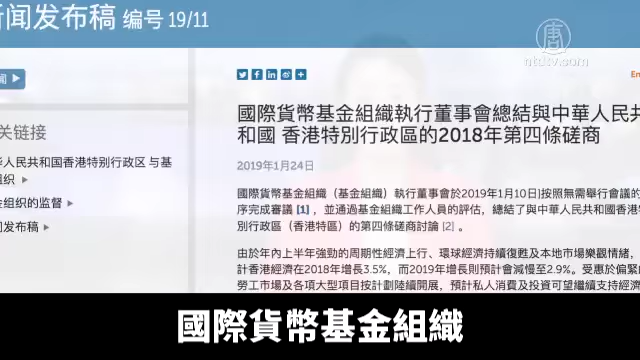 新闻发布稿 编号 19/11
唐
ntdtv.com
闻
En
关链接
國際貨幣基金組織執行董事會總結與中華人民共
和國 香港特別行政區的2018年第四條磋商
2019年1月24日
华人民共和国香港特别行政区 与基
组织
金组织的监督
闻发布稿
國際貨幣基金組織（基金組織）執行董事會於2019年1月10日]按照無需舉行會議的
序完成審議 [1] ，並通過基金組織工作人員的評估，總結了與中華人民共和國香港特
別行政區（香港特區）的第四條磋商討論 [2] 。
由於年內上半年強勁的周期性經濟上行、環球經濟持續復甦及本地市場樂觀情緒，
計香港經濟在2018年增長3.5%，而2019年增長則預計會減慢至2.9%。受惠於偏緊
勞工市場及各項大型項目按計劃陸續開展，預計私人消費及投資可望繼續支持經濟
國際貨幣基金組織